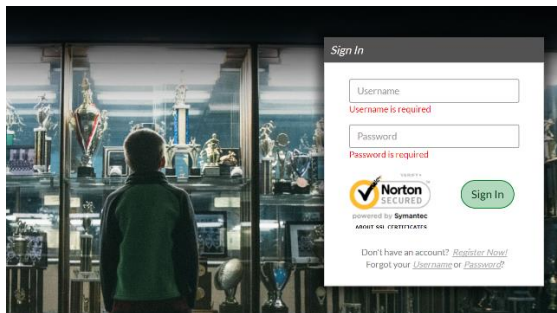 Sign In
Username
Username is required
Password
Password is required
Norton
SECURED
powered by Symantec
ABOUT SSL CERTIFICATES
Sign In
Don't have an account? Register Now!
Forgot your Username or Password?